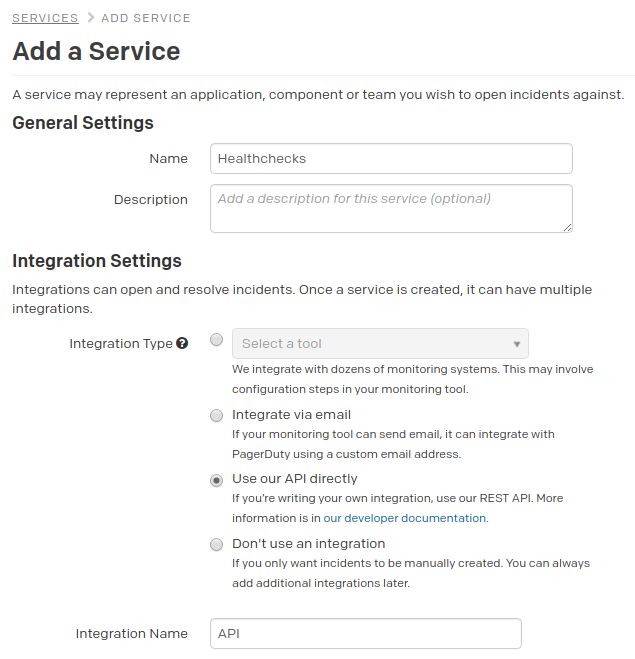 SERVICES > ADD SERVICE
Add a Service
A service may represent an application, component or team you wish to open incidents against.
General Settings
Name
Healthchecks
Description
Add a description for this service (optional)
Integration Settings
Integrations can open and resolve incidents. Once a service is created, it can have multiple
integrations.
Integration Type ?
Select a tool
We integrate with dozens of monitoring systems. This may involve
configuration steps in your monitoring tool.
Integrate via email
If your monitoring tool can send email, it can integrate with
PagerDuty using a custom email address.
Use our API directly
If you're writing your own integration, use our REST API. More
information is in our developer documentation.
Don't use an integration
If you only want incidents to be manually created. You can always
add additional integrations later.
Integration Name
API